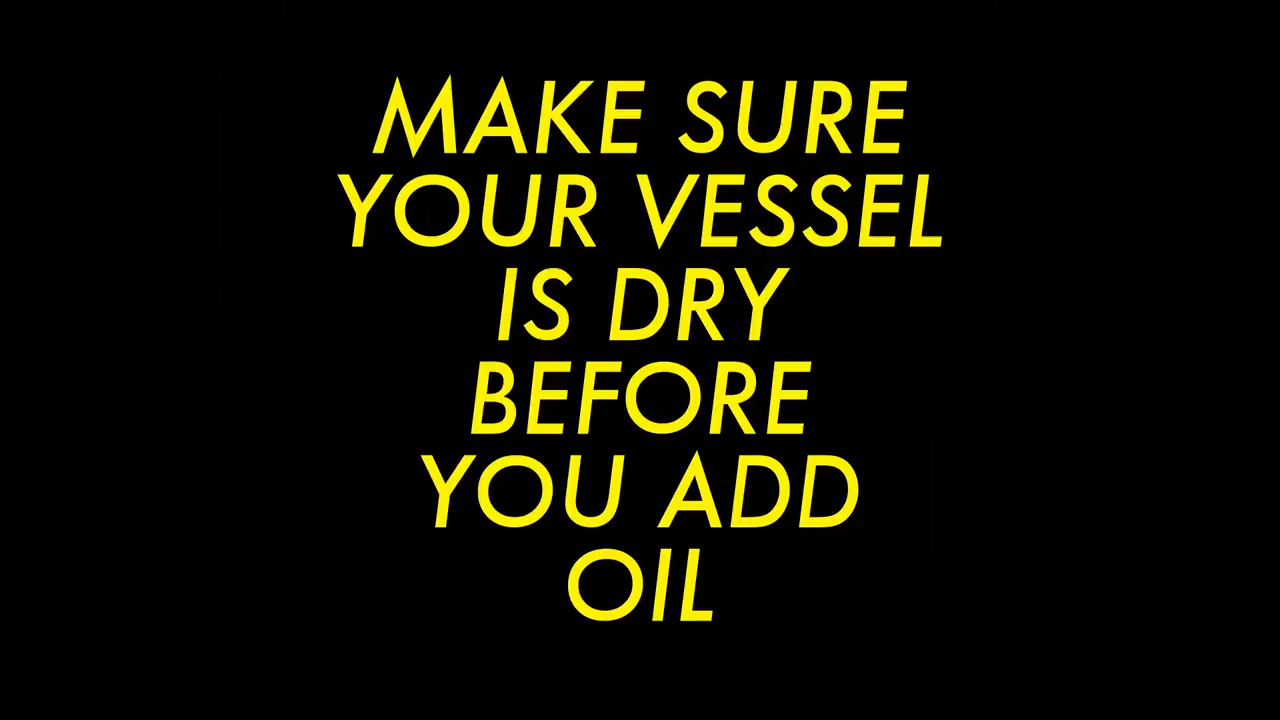 MAKE SURE
YOUR VESSEL
IS DRY
BEFORE
YOU ADD
OIL